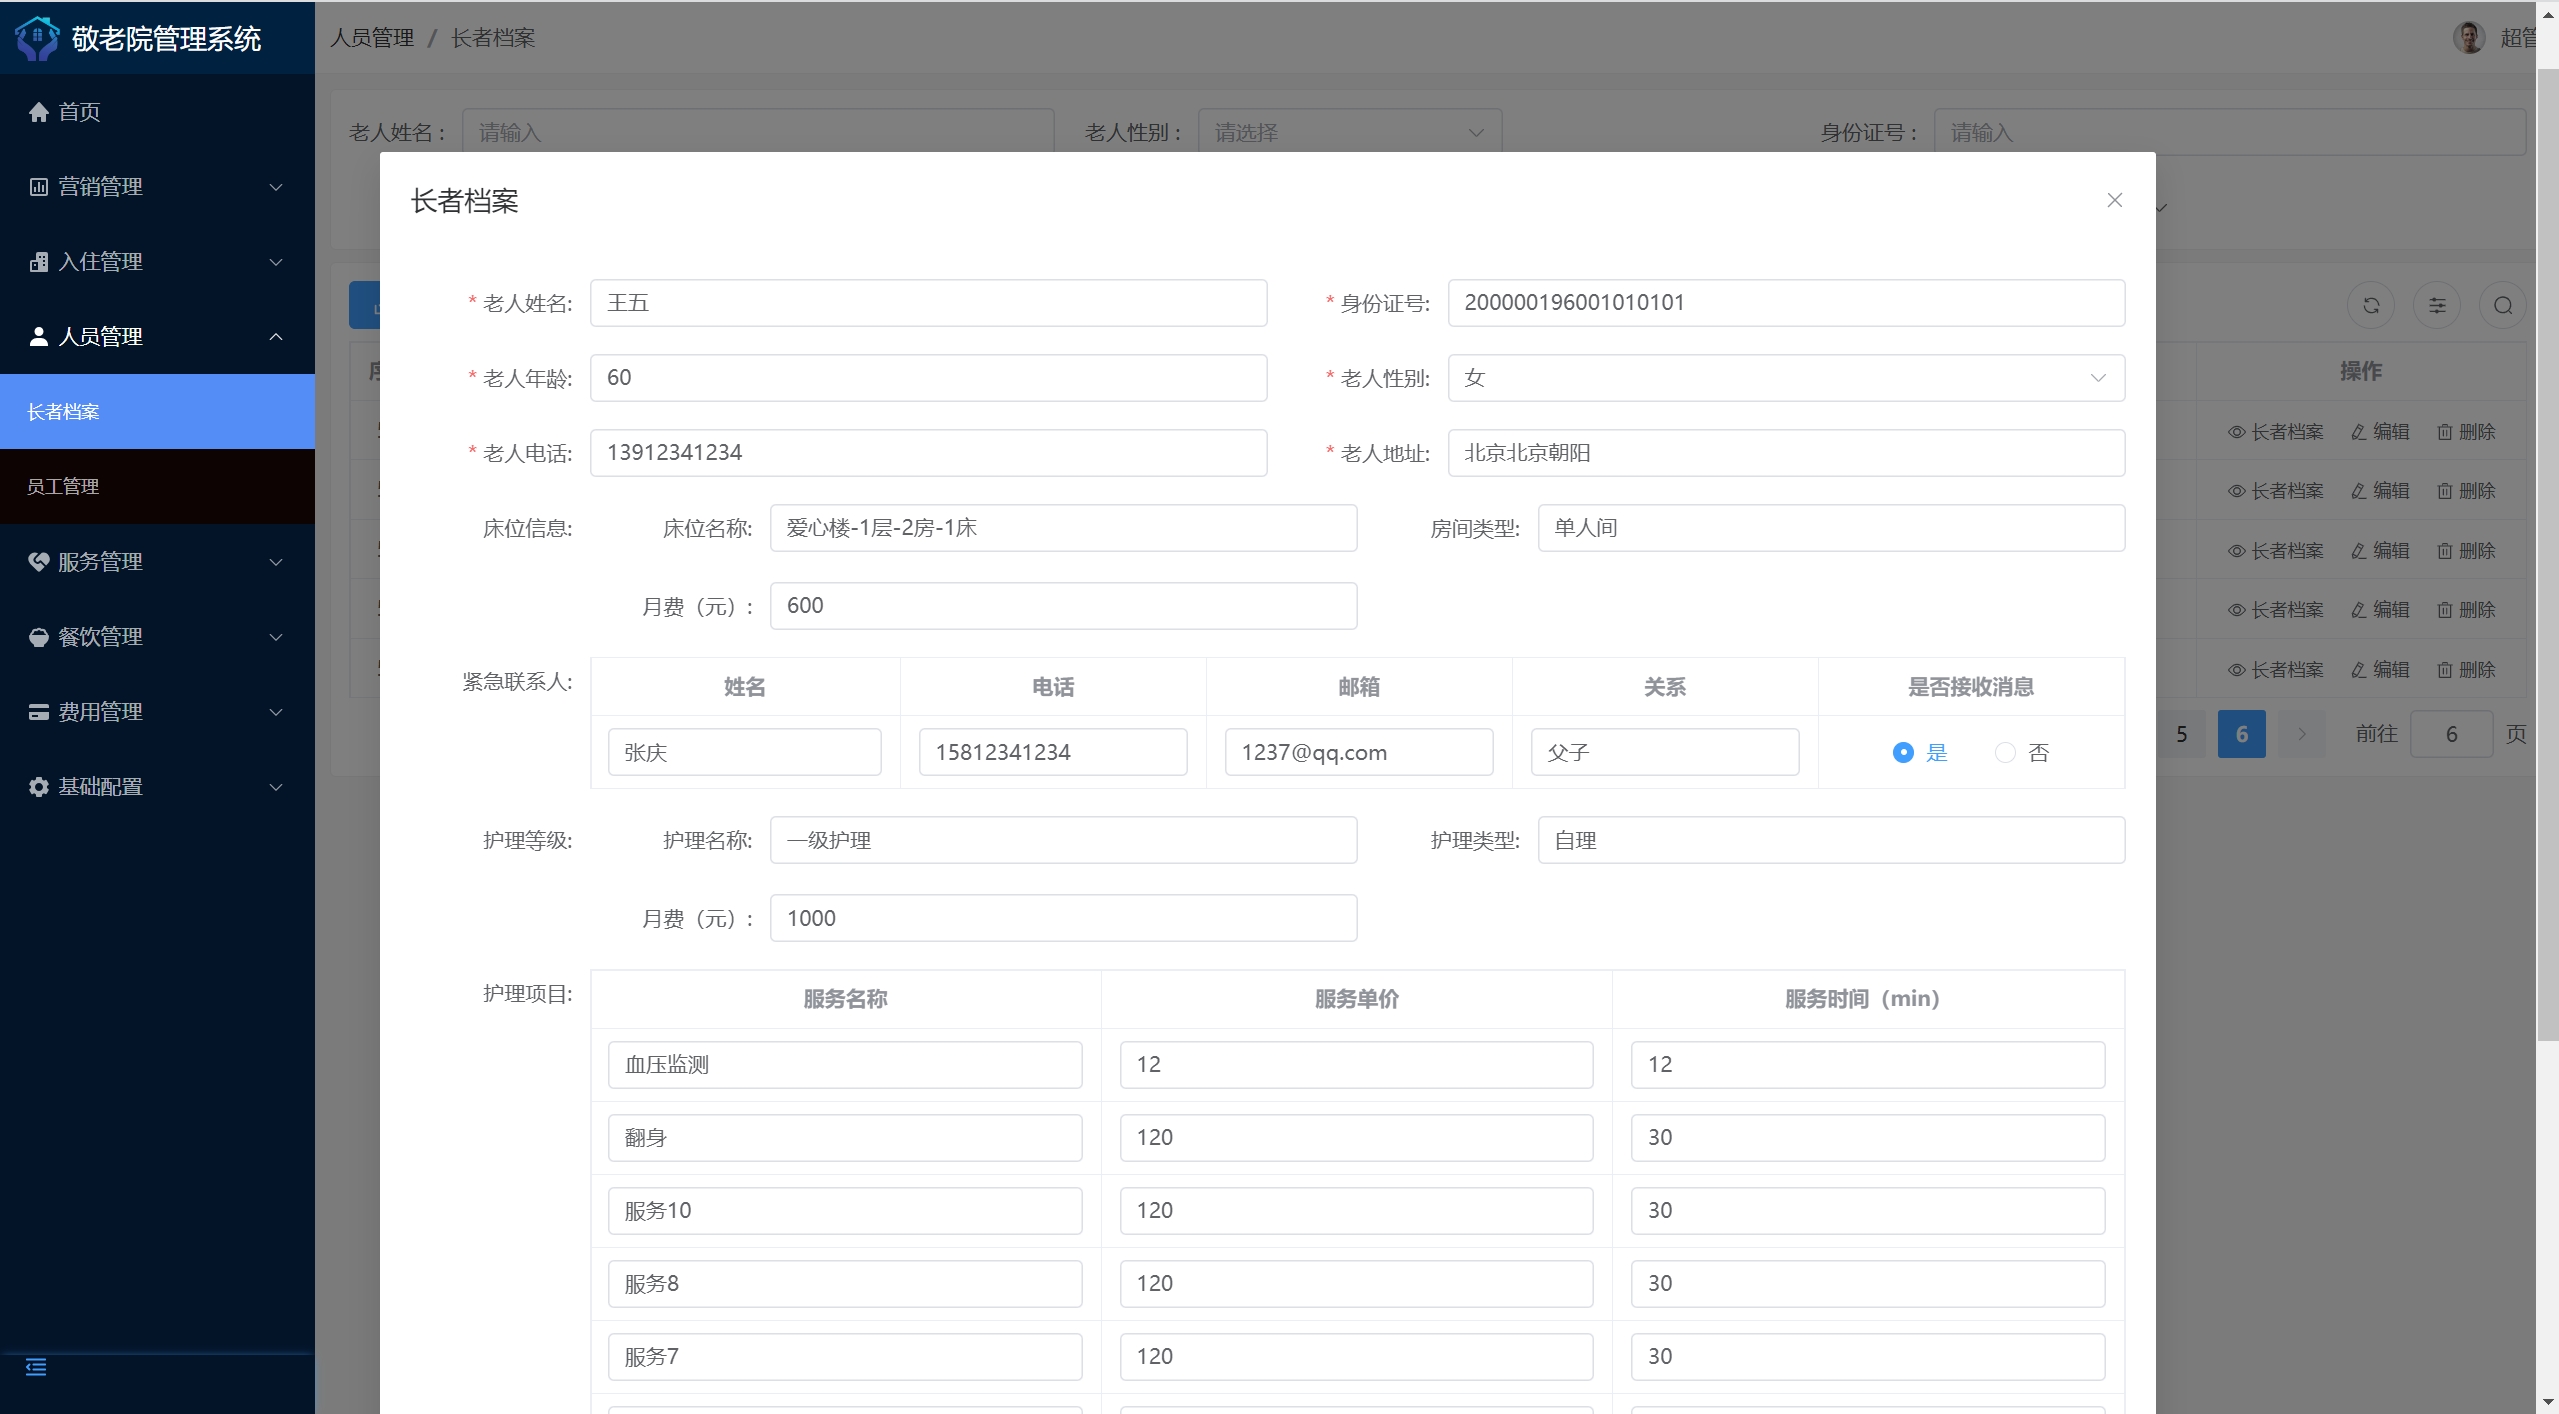 敬老院管理系统
人员管理 / 长者档案
超管
首页
营销管理
入住管理
人员管理
长者档案
员工管理
服务管理
餐饮管理
费用管理
基础配置
老人姓名： 请输入 老人性别： 请选择 身份证号： 请输入
长者档案
* 老人姓名: 王五 * 身份证号: 200000196001010101
* 老人年龄: 60 * 老人性别: 女
* 老人电话: 13912341234 * 老人地址: 北京北京朝阳
床位信息: 床位名称: 爱心楼-1层-2房-1床 房间类型: 单人间
月费（元）: 600
紧急联系人: 姓名 电话 邮箱 关系 是否接收消息
张庆 15812341234 1237@qq.com 父子 是 否
护理等级: 护理名称: 一级护理 护理类型: 自理
月费（元）: 1000
护理项目: 服务名称 服务单价 服务时间（min）
血压监测 12 12
翻身 120 30
服务10 120 30
服务8 120 30
服务7 120 30
操作
长者档案 编辑 删除
长者档案 编辑 删除
长者档案 编辑 删除
长者档案 编辑 删除
长者档案 编辑 删除
5 6 前往 6 页